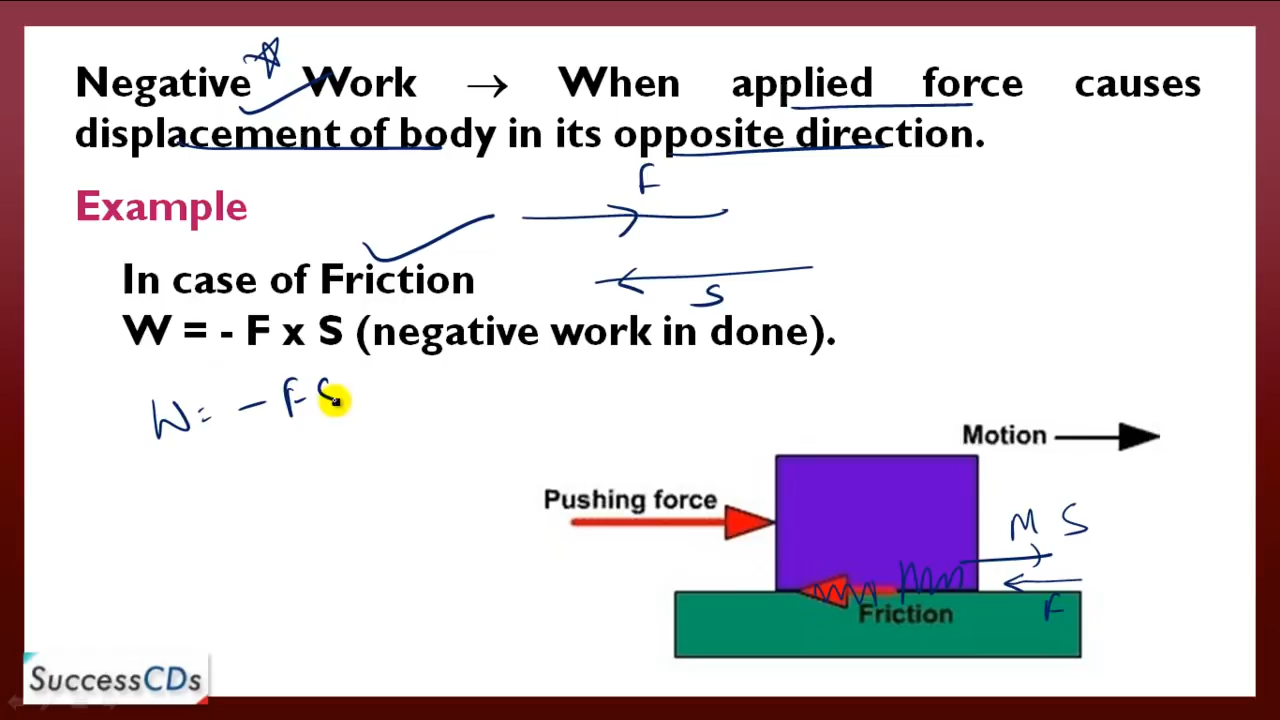 Negative Work → When applied force causes
displacement of body in its opposite direction.
F
Example
In case of Friction
S
W = - F x S (negative work in done).
W = - F S
Motion
Pushing force
M S
F
Friction
SuccessCDs